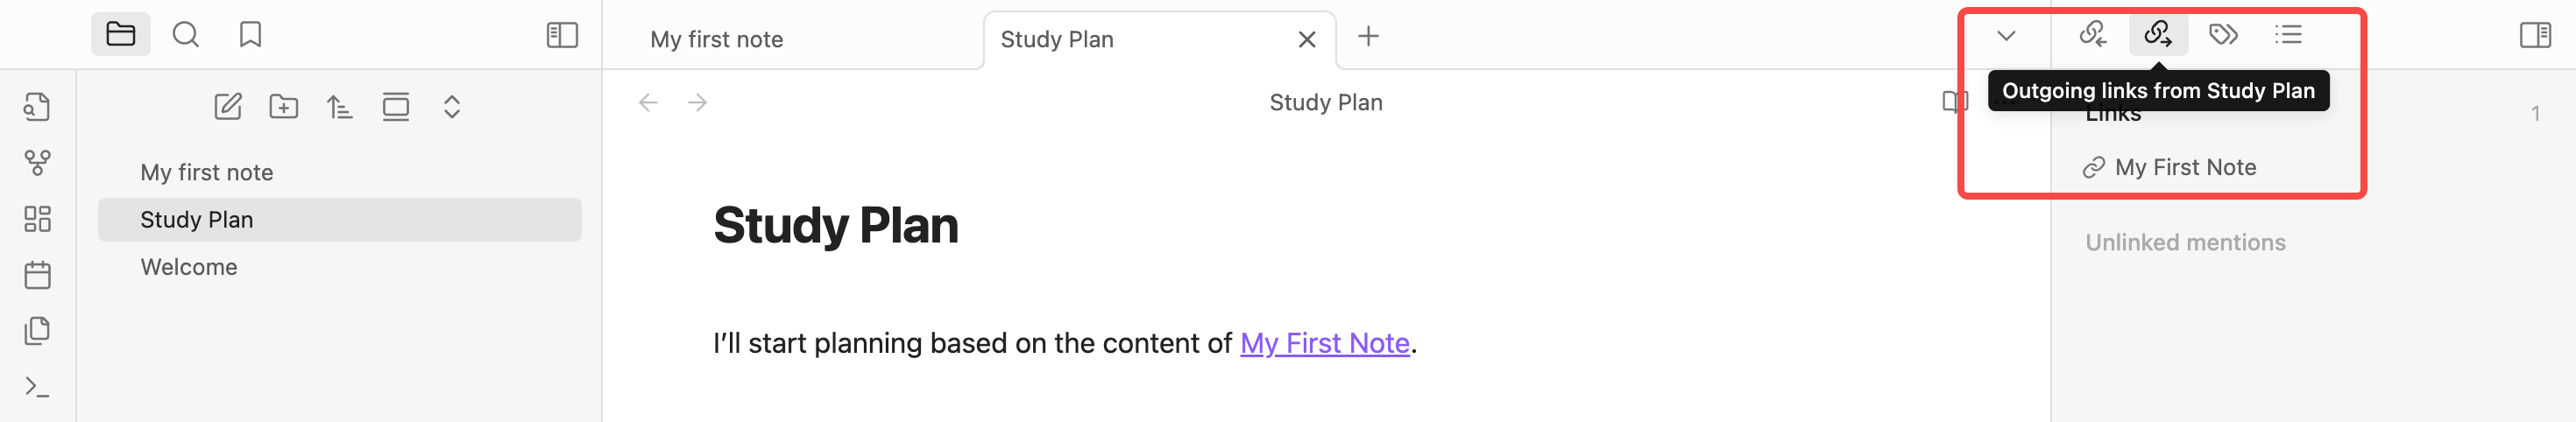 My first note
Study Plan
Outgoing links from Study Plan
Study Plan
Links
1
My first note
My First Note
Study Plan
Study Plan
Welcome
Unlinked mentions
I’ll start planning based on the content of My First Note.